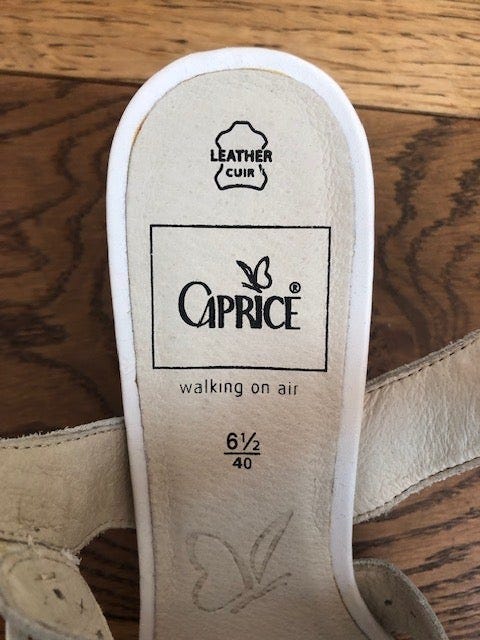 LEATHER
CUIR
CAPRICE®
walking on air
6½
40